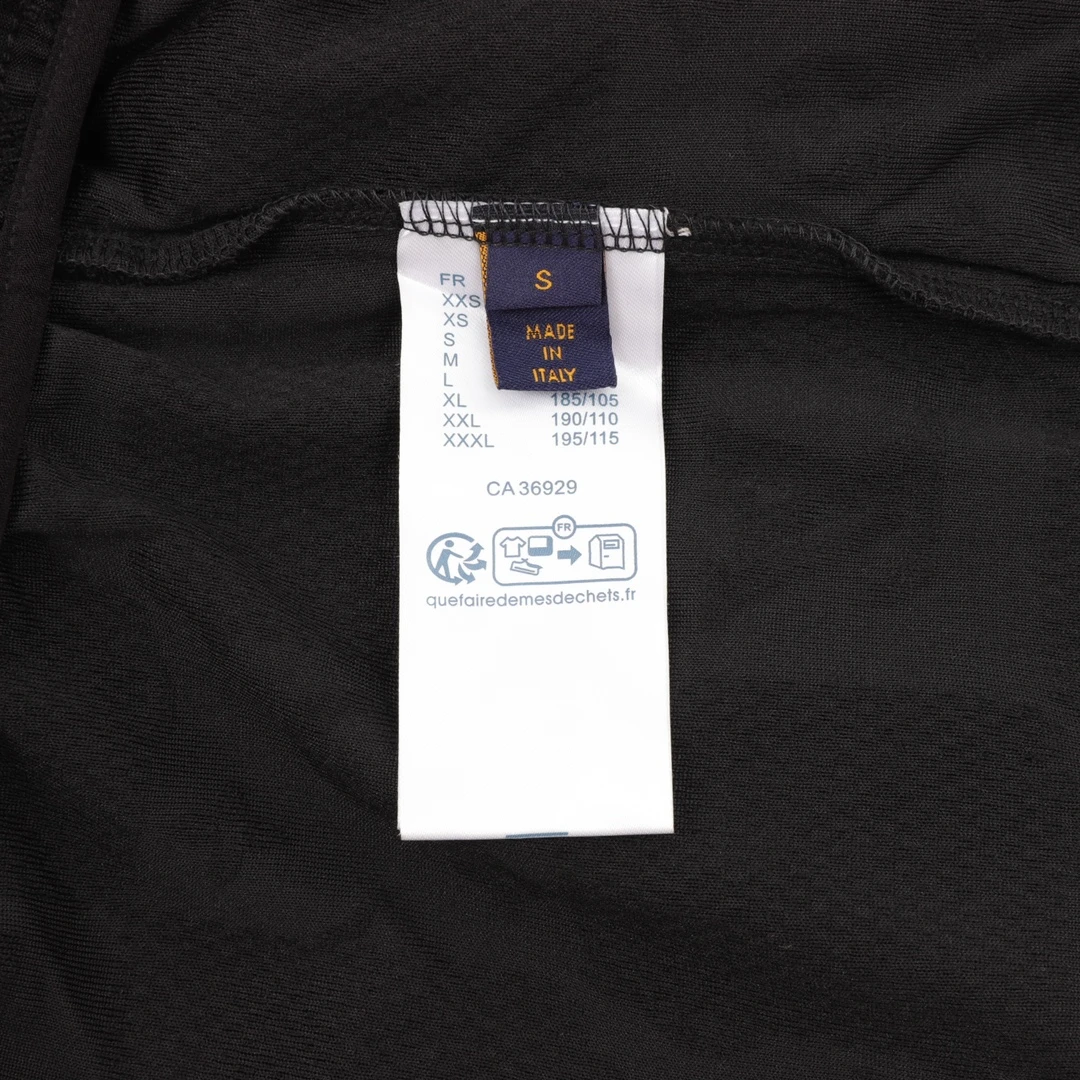 FR
S
XXS
XS
S
MADE
M
IN
L
ITALY
XL 185/105
XXL 190/110
XXXL 195/115
CA 36929
FR
quefairedemesdechets.fr